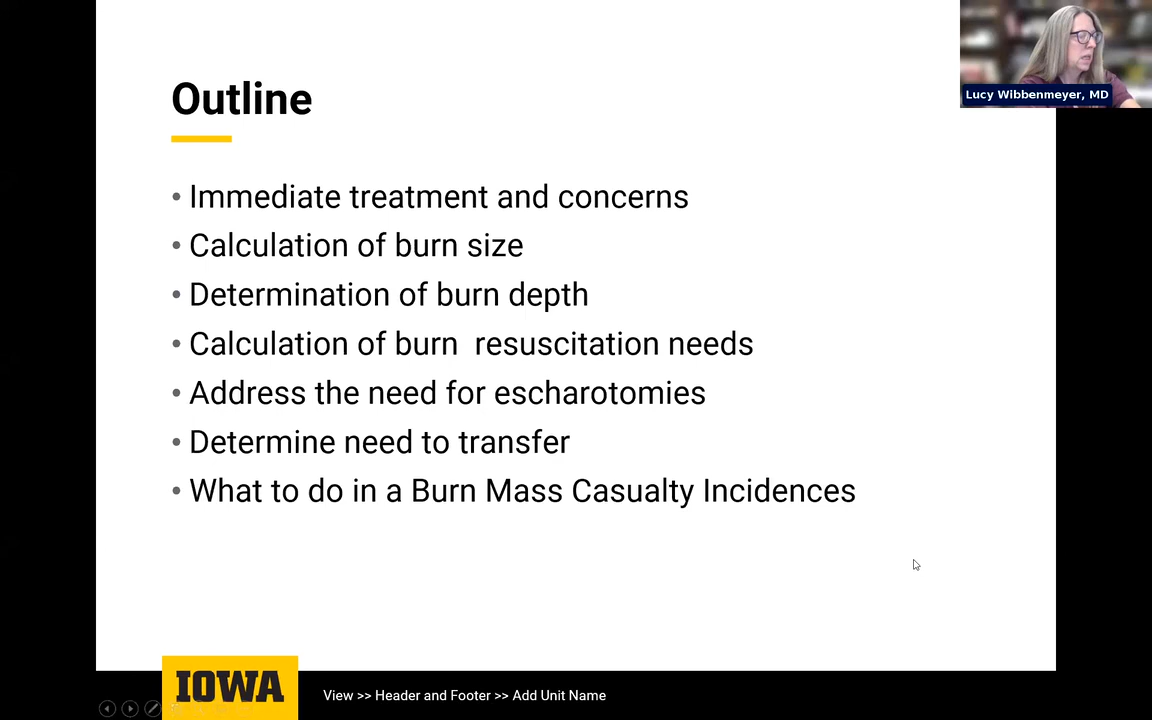 Lucy Wibbenmeyer, MD
Outline
• Immediate treatment and concerns
• Calculation of burn size
• Determination of burn depth
• Calculation of burn  resuscitation needs
• Address the need for escharotomies
• Determine need to transfer
• What to do in a Burn Mass Casualty Incidences
IOWA
View >> Header and Footer >> Add Unit Name